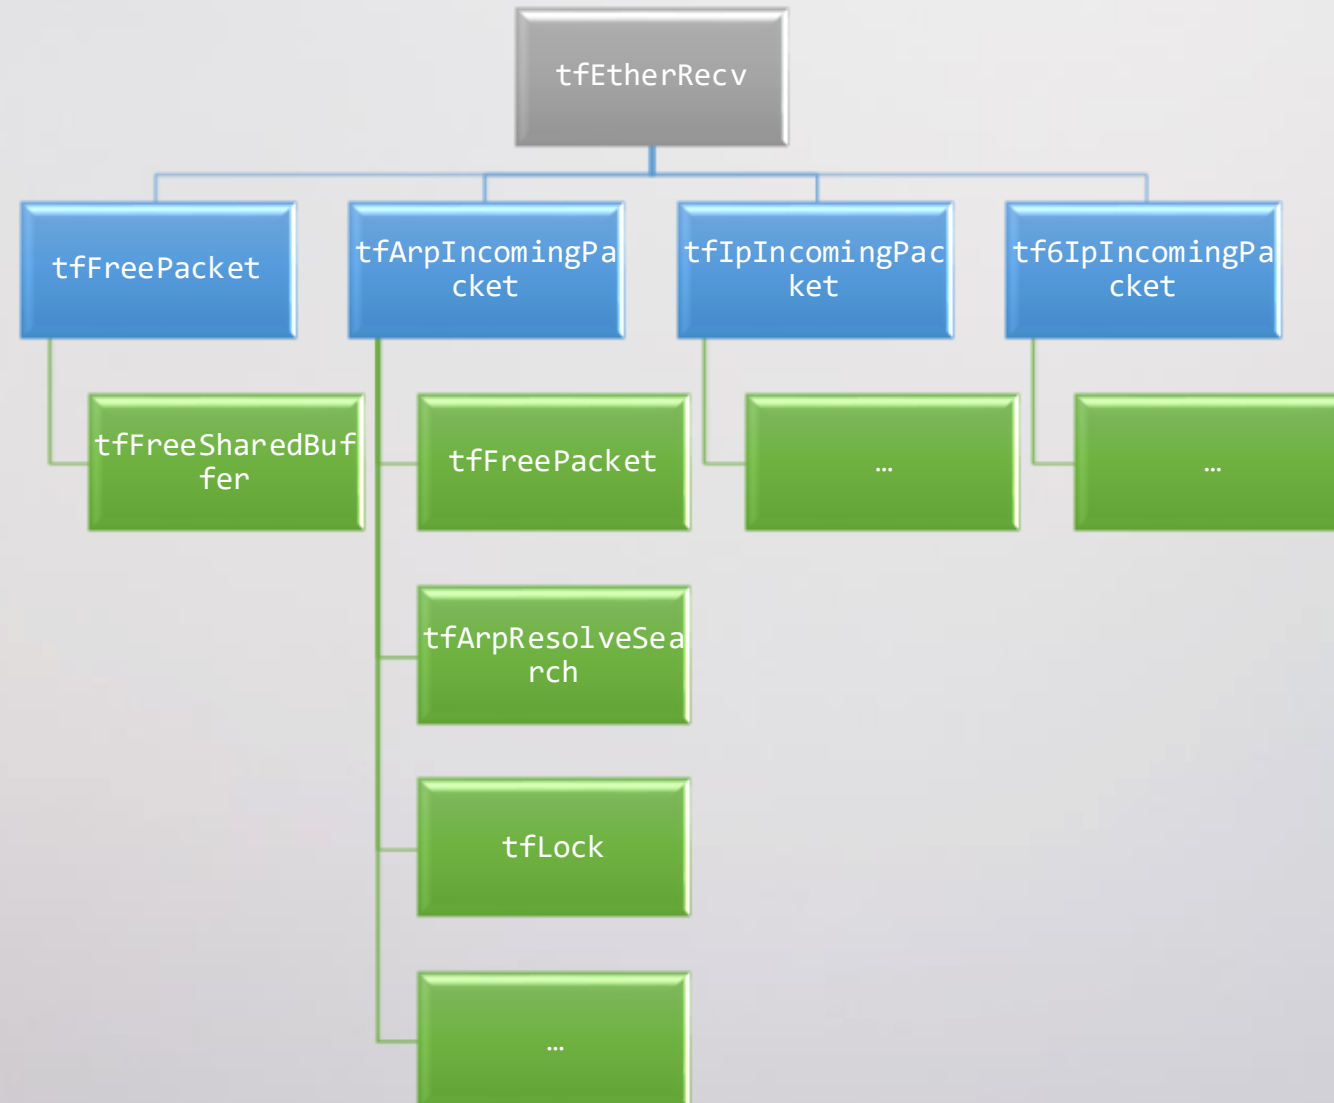 tfEtherRecv
tfFreePacket
tfArpIncomingPa
cket
tfIpIncomingPac
ket
tf6IpIncomingPa
cket
tfFreeSharedBuf
fer
tfFreePacket
…
…
tfArpResolveSea
rch
tfLock
…